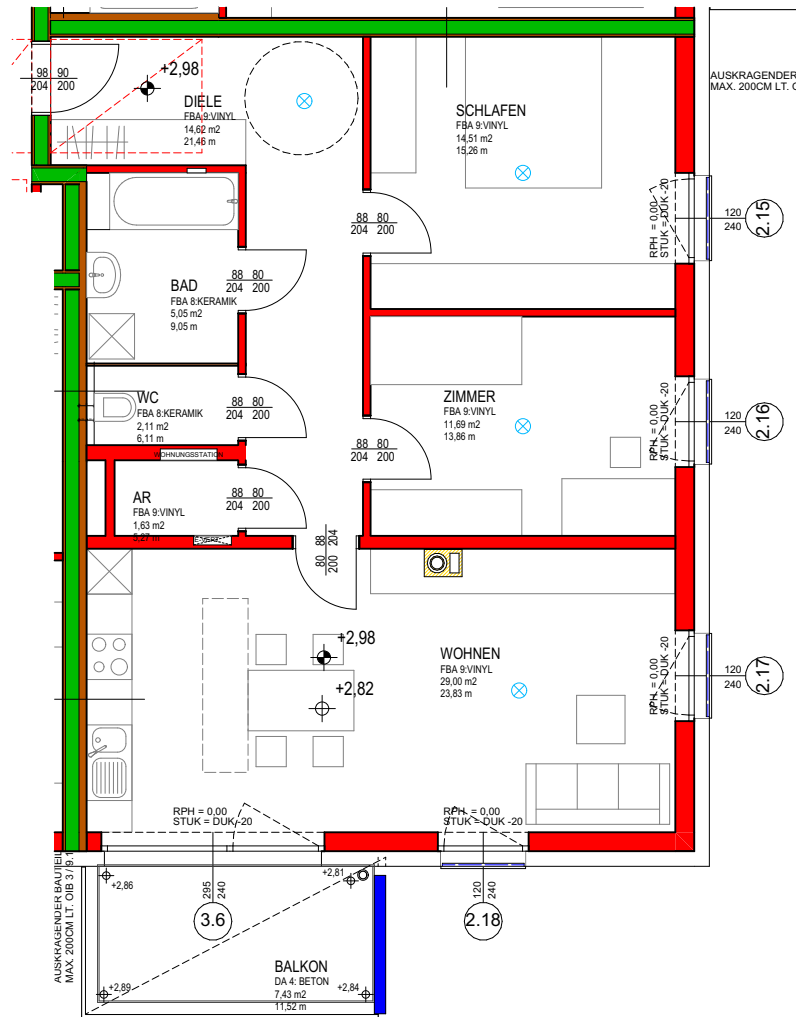 AUSKRAGENDER
MAX. 200CM LT. O
98 90
204 200
+2,98
DIELE
FBA 9:VINYL
14,62 m2
21,46 m
SCHLAFEN
FBA 9:VINYL
14,51 m2
15,26 m
88 80
204 200
RPH = 0,00
STUK = DUK -20
120
240
2.15
BAD
FBA 8:KERAMIK
5,05 m2
9,05 m
88 80
204 200
WC
FBA 8:KERAMIK
2,11 m2
6,11 m
88 80
204 200
ZIMMER
FBA 9:VINYL
11,69 m2
13,86 m
88 80
204 200
RPH = 0,00
STUK = DUK -20
120
240
2.16
WOHNUNGSSTATION
AR
FBA 9:VINYL
1,63 m2
5,27 m
88 80
204 200
88 204
80 200
+2,98
+2,82
WOHNEN
FBA 9:VINYL
29,00 m2
23,83 m
RPH = 0,00
STUK = DUK -20
120
240
2.17
RPH = 0,00
STUK = DUK -20
RPH = 0,00
STUK = DUK -20
AUSKRAGENDER BAUTEIL
MAX. 200CM LT. OIB 3 / 9.1
+2,86
+2,81
295
240
3.6
120
240
2.18
BALKON
DA 4: BETON
7,43 m2
11,52 m
+2,89
+2,84